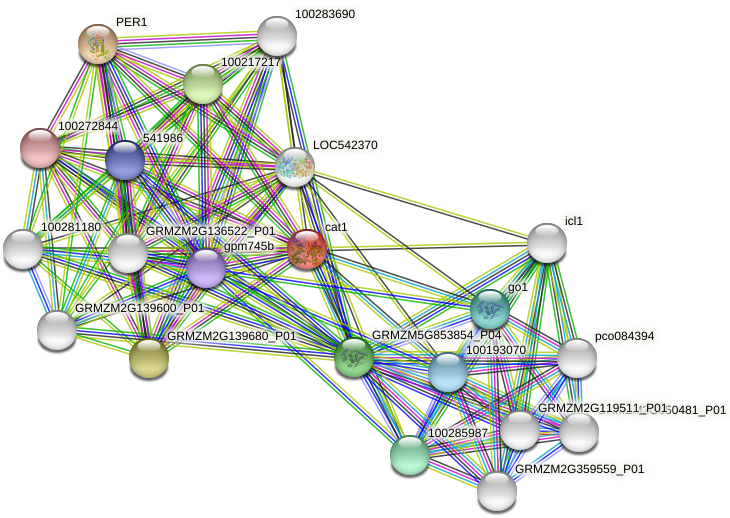 PER1
100283690
100217217
100272844
541986
LOC542370
100281180
GRMZM2G136522_P01
cat1
gpm745b
icl1
go1
GRMZM2G139600_P01
GRMZM2G139680_P01
GRMZM5G853854_P04
pco084394
100193070
GRMZM2G119511_P01
50481_P01
100285987
GRMZM2G359559_P01